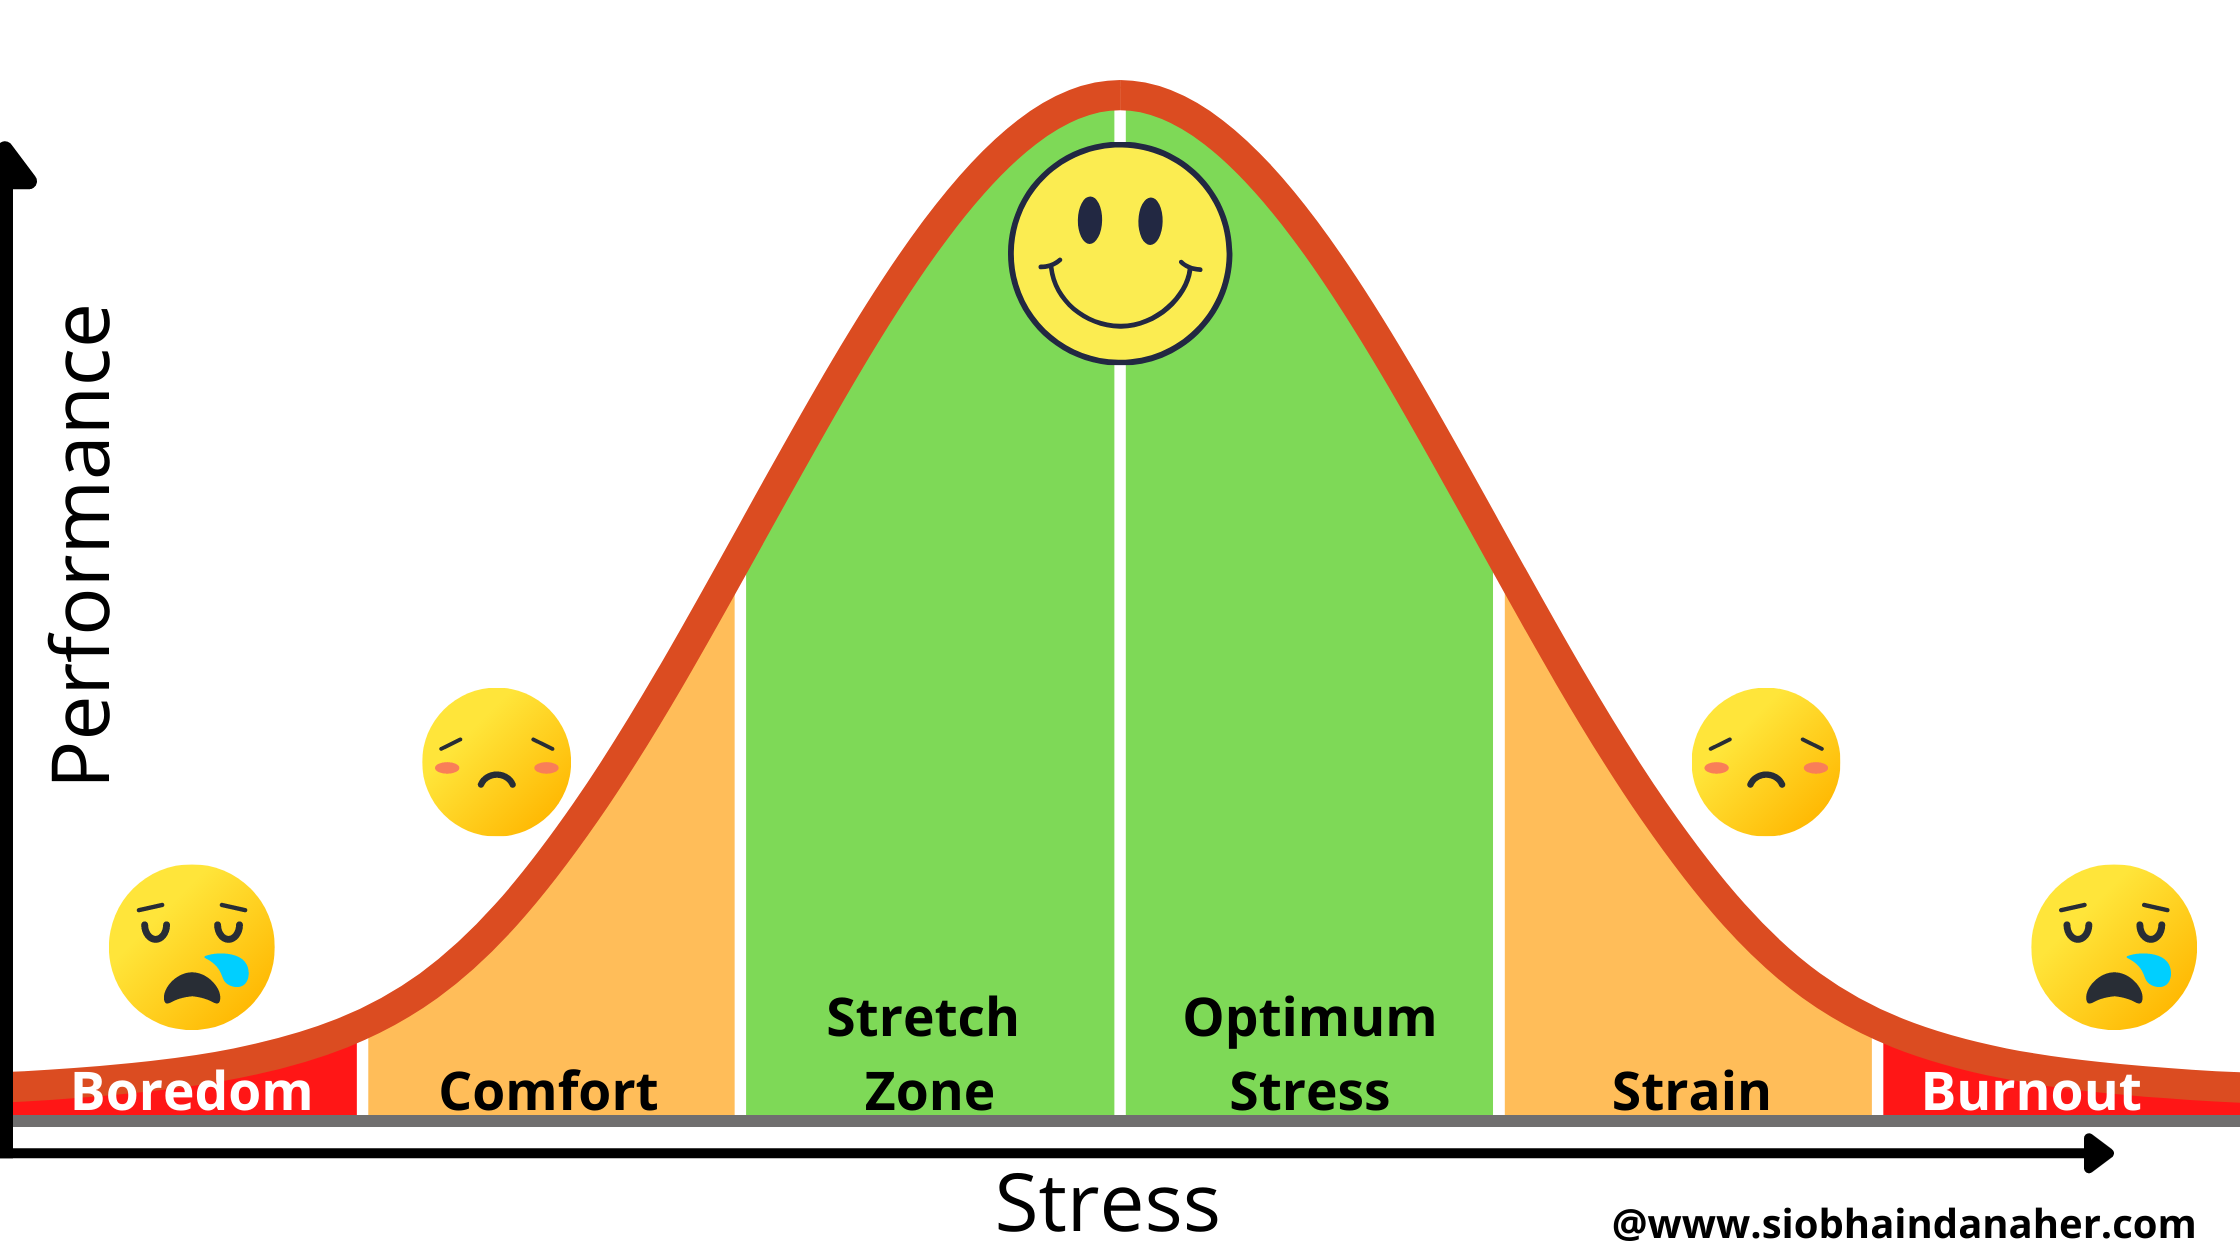 Performance
Boredom
Comfort
Stretch
Zone
Optimum
Stress
Strain
Burnout
Stress
@www.siobhaindanaher.com